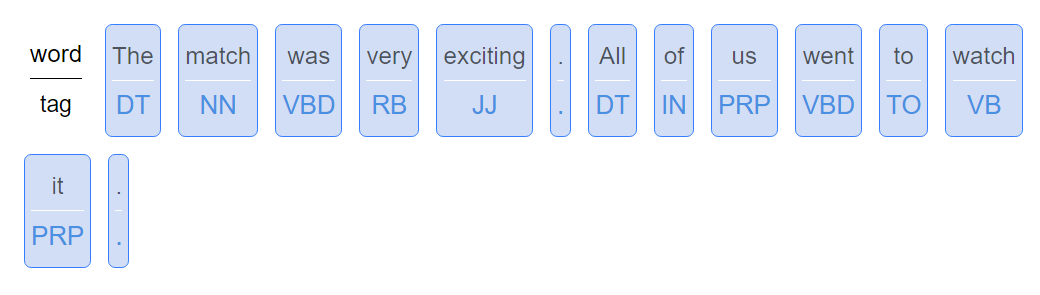 word The match was very exciting . All of us went to watch
tag DT NN VBD RB JJ . DT IN PRP VBD TO VB
it .
PRP .